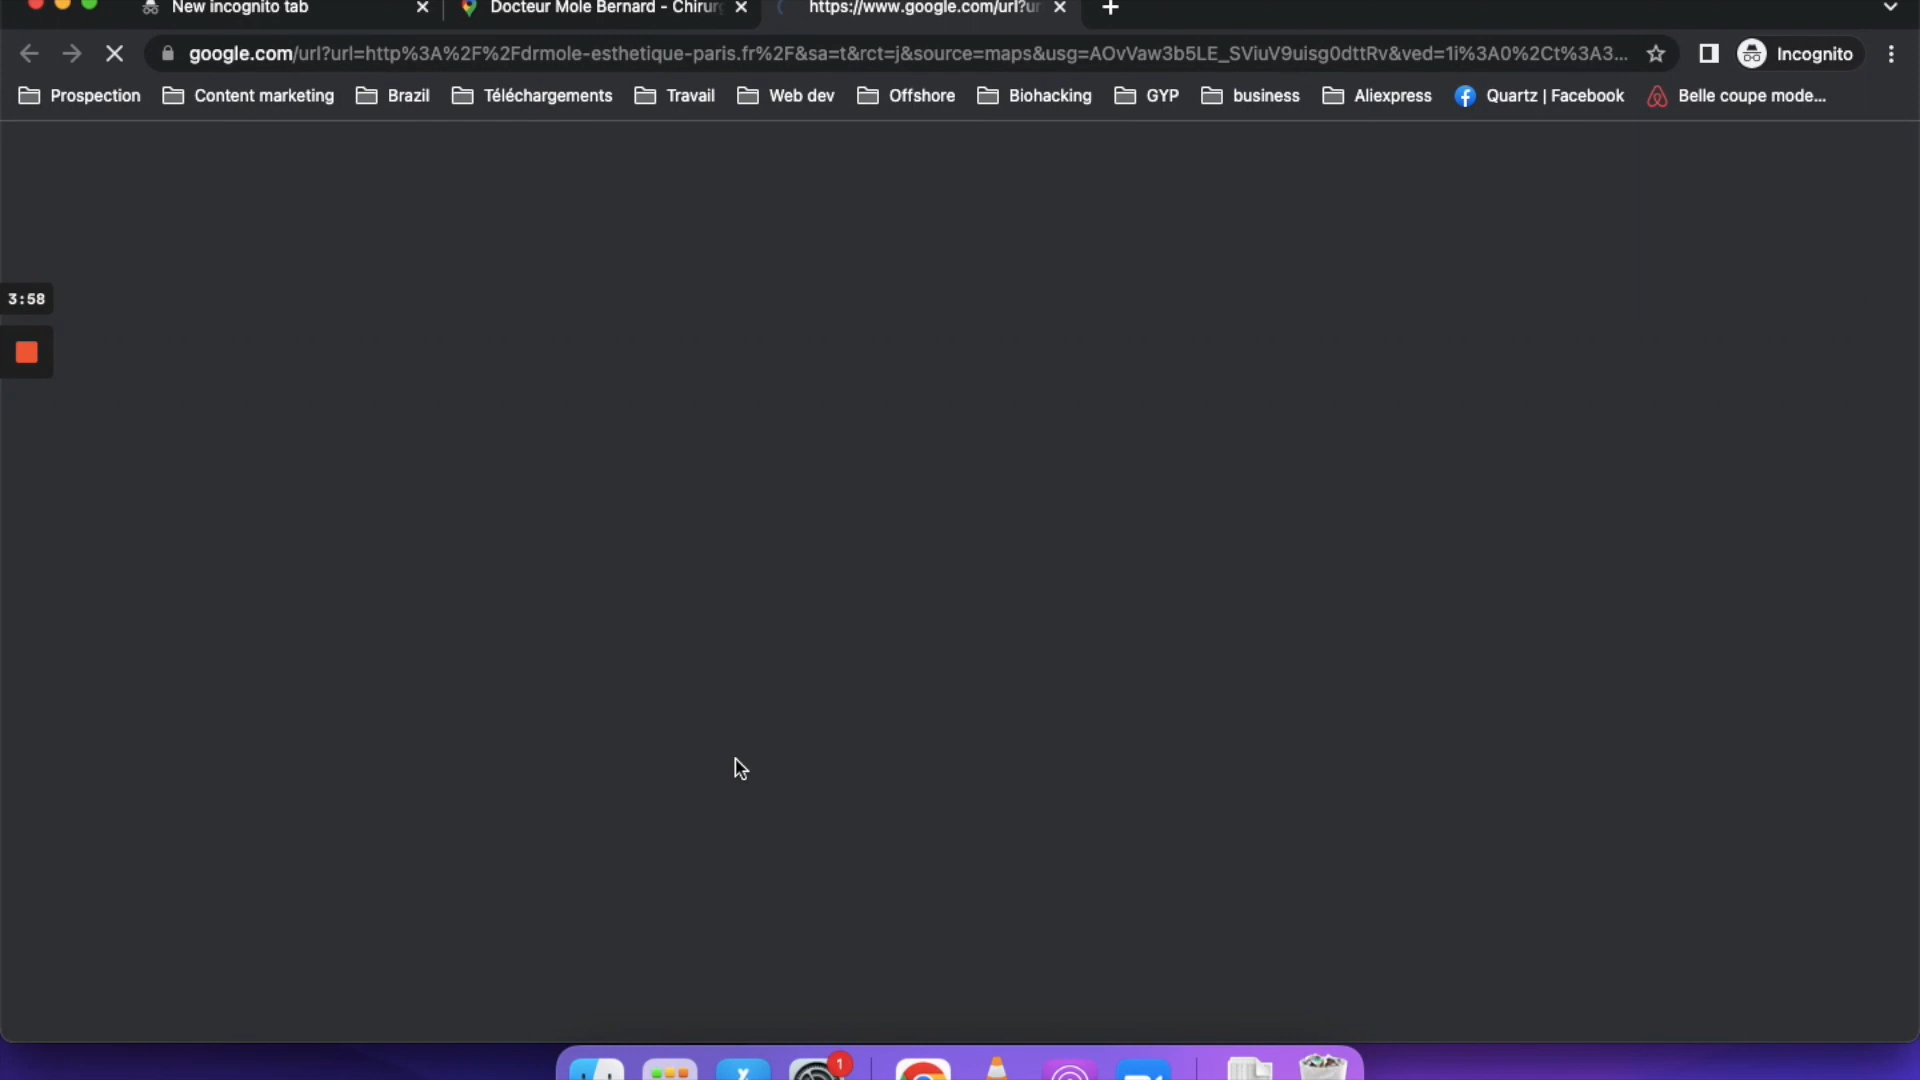 New incognito tab
Docteur Mole Bernard - Chirur
https://www.google.com/url?ur
google.com/url?url=http%3A%2F%2Fdrmole-esthetique-paris.fr%2F&sa=t&rct=j&source=maps&usg=AOvVaw3b5LE_SViuV9uisg0dttRv&ved=1i%3A0%2Ct%3A3...
Incognito
Prospection
Content marketing
Brazil
Téléchargements
Travail
Web dev
Offshore
Biohacking
GYP
business
Aliexpress
Quartz | Facebook
Belle coupe mode...
3:58
1